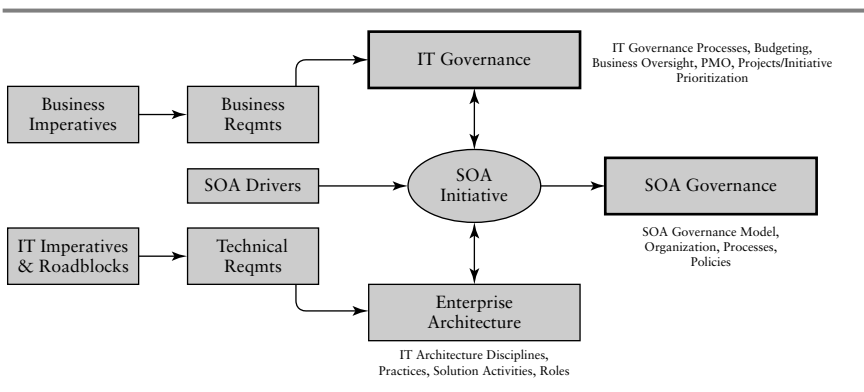 IT Governance
IT Governance Processes, Budgeting,
Business Oversight, PMO, Projects/Initiative
Prioritization
Business
Imperatives
Business
Reqmts
SOA Drivers
SOA
Initiative
SOA Governance
SOA Governance Model,
Organization, Processes,
Policies
IT Imperatives
& Roadblocks
Technical
Reqmts
Enterprise
Architecture
IT Architecture Disciplines,
Practices, Solution Activities, Roles